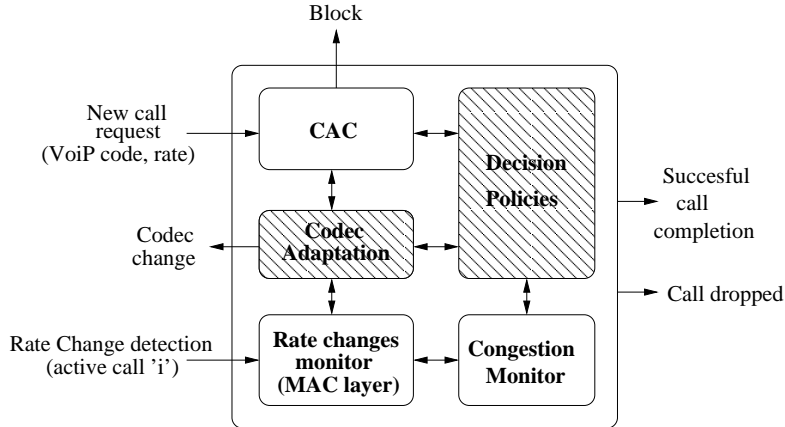 Block
New call
request
(VoiP code, rate)
CAC
Decision
Policies
Succesful
call
completion
Codec
change
Codec
Adaptation
Call dropped
Rate Change detection
(active call 'i')
Rate changes
monitor
(MAC layer)
Congestion
Monitor